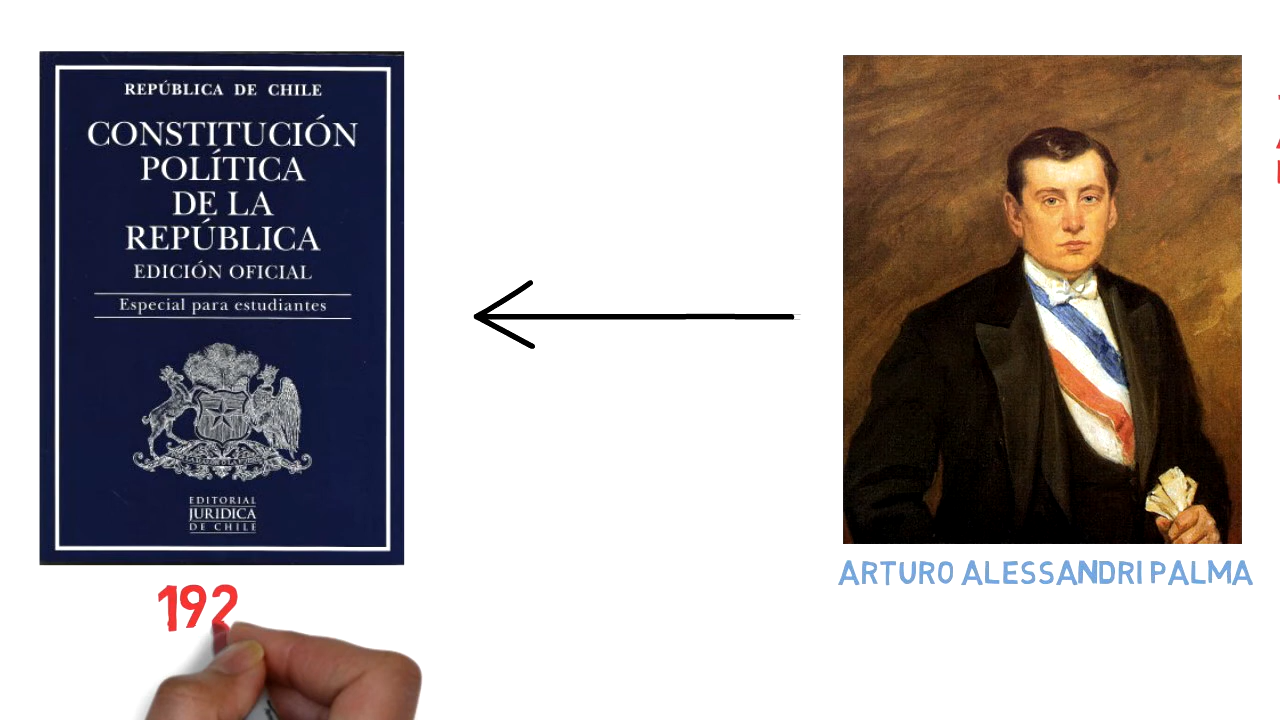 REPÚBLICA DE CHILE
CONSTITUCIÓN
POLÍTICA
DE LA
REPÚBLICA
EDICIÓN OFICIAL
Especial para estudiantes
EDITORIAL
JURIDICA
DE CHILE
192
ARTURO ALESSANDRI PALMA